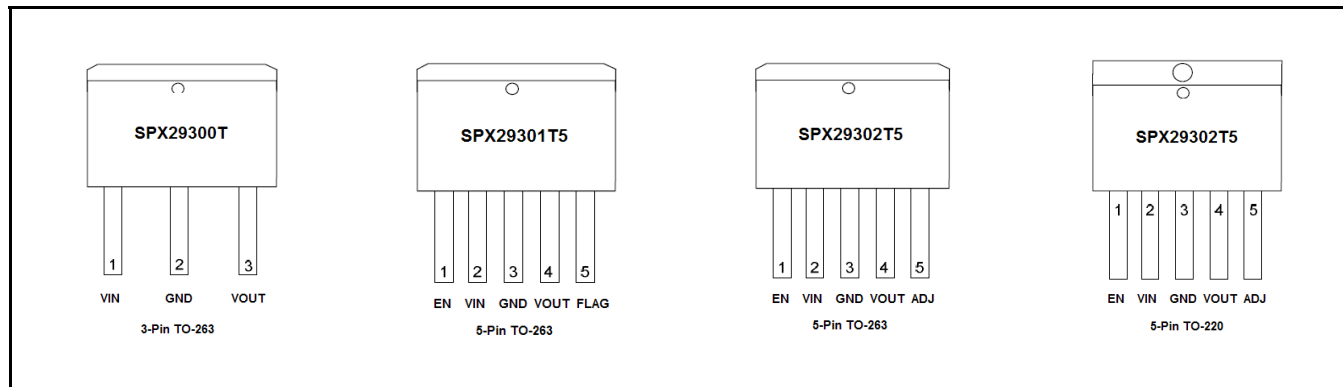 SPX29300T
1
2
3
VIN GND VOUT
3-Pin TO-263
SPX29301T5
1
2
3
4
5
EN VIN GND VOUT FLAG
5-Pin TO-263
SPX29302T5
1
2
3
4
5
EN VIN GND VOUT ADJ
5-Pin TO-263
SPX29302T5
1
2
3
4
5
EN VIN GND VOUT ADJ
5-Pin TO-220